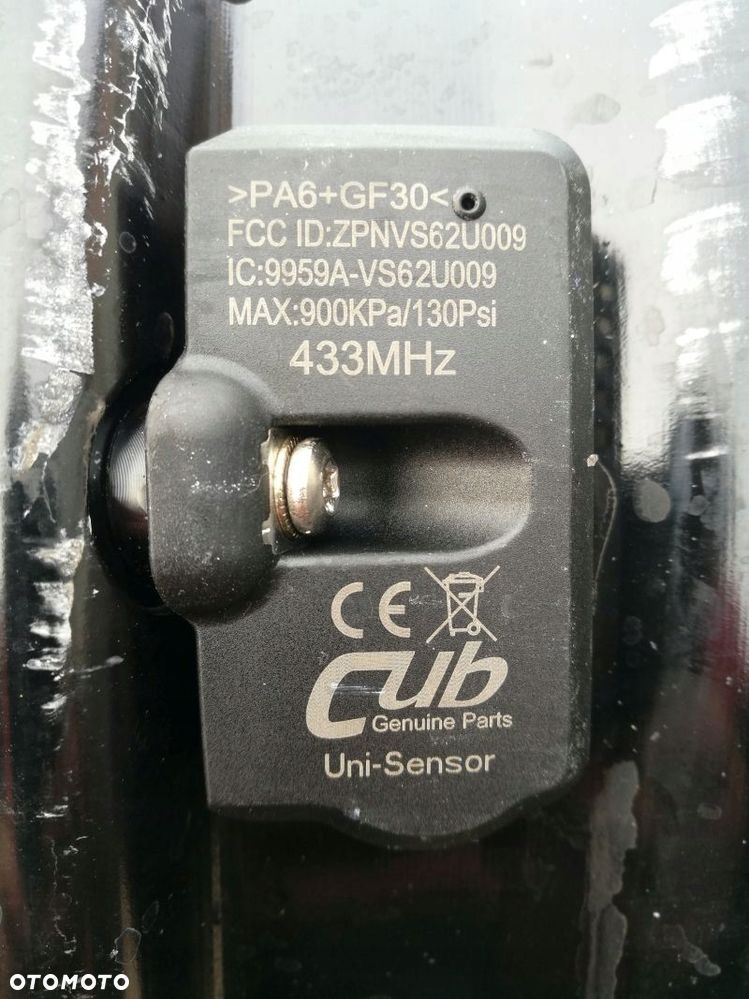 >PA6+GF30<
FCC ID:ZPNVS62U009
IC:9959A-VS62U009
MAX:900KPa/130Psi
433MHz
CE
Cub
Genuine Parts
Uni-Sensor
OTOMOTO